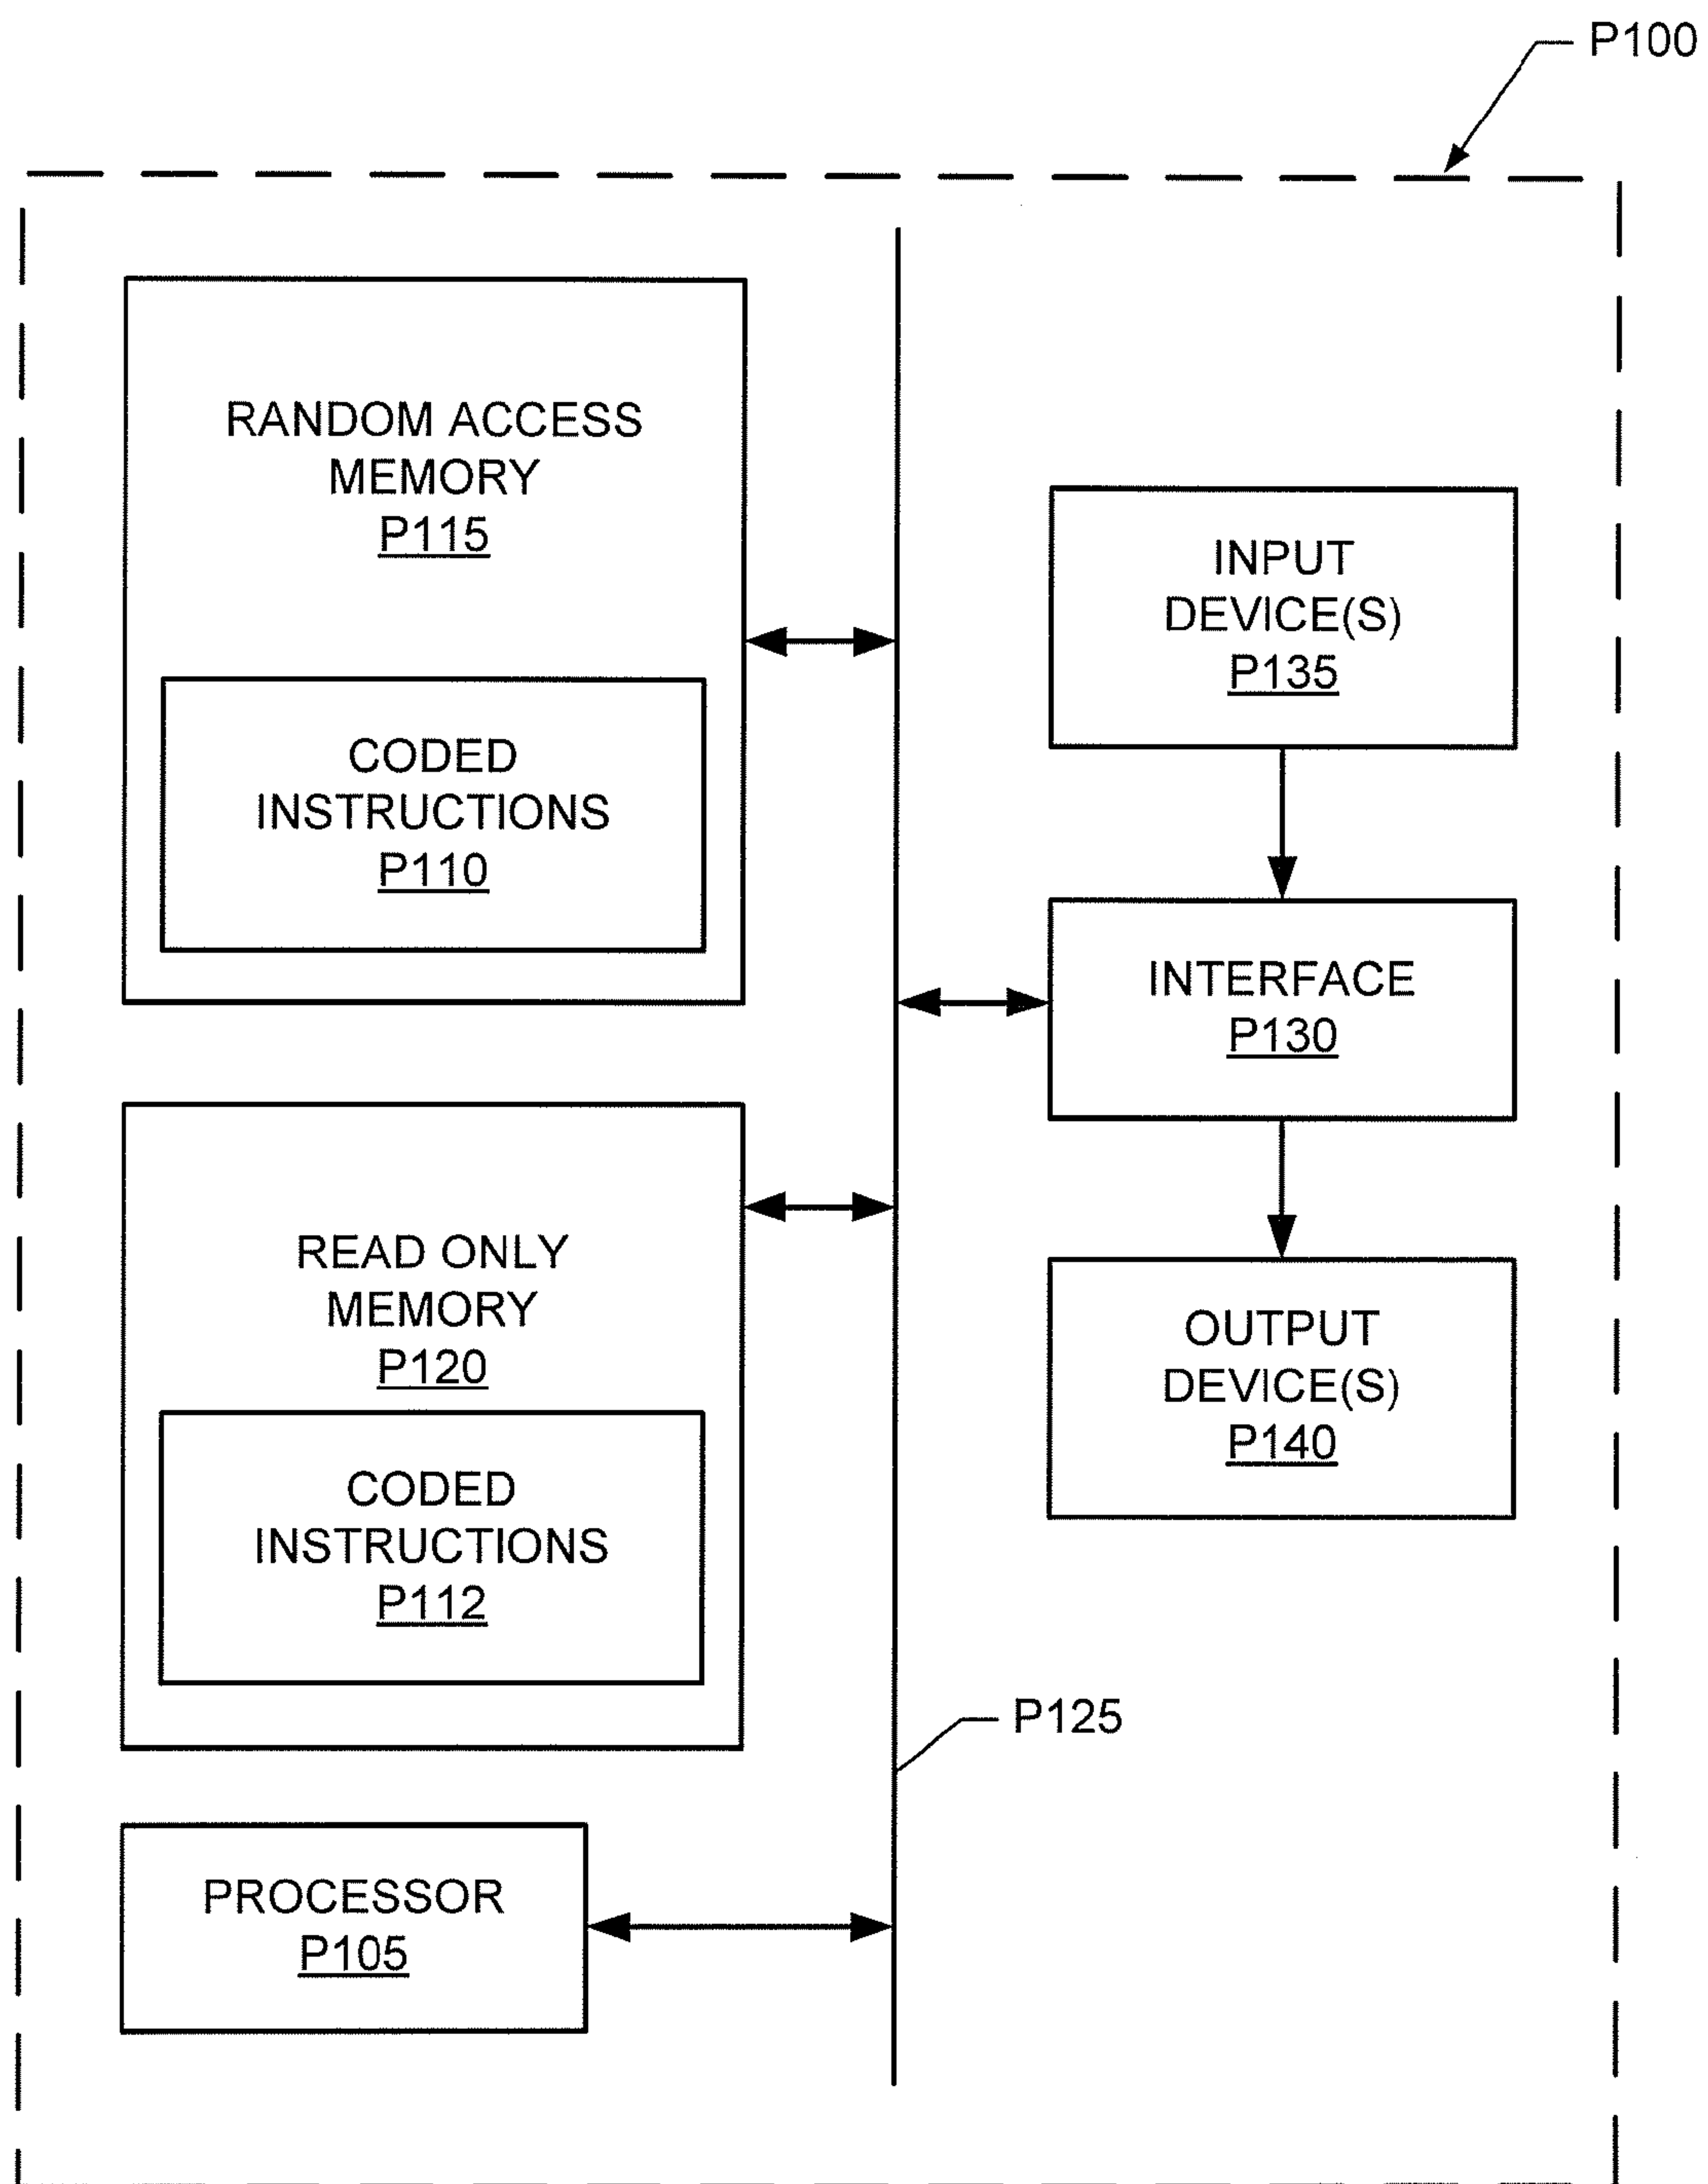 P100
RANDOM ACCESS
MEMORY
P115
CODED
INSTRUCTIONS
P110
READ ONLY
MEMORY
P120
CODED
INSTRUCTIONS
P112
PROCESSOR
P105
P125
INPUT
DEVICE(S)
P135
INTERFACE
P130
OUTPUT
DEVICE(S)
P140